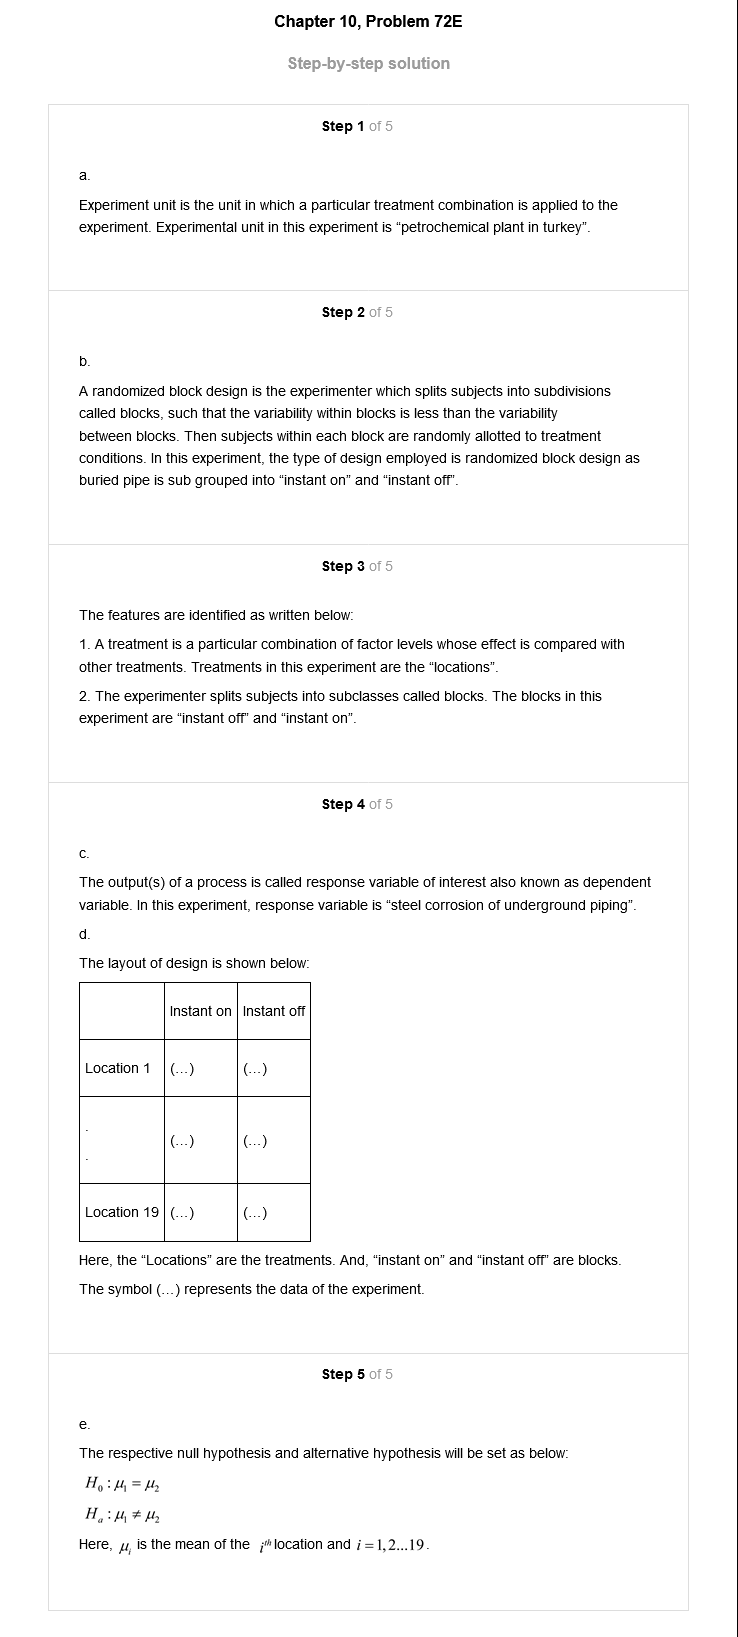 Chapter 10, Problem 72E
Step-by-step solution
Step 1 of 5
a.
Experiment unit is the unit in which a particular treatment combination is applied to the
experiment. Experimental unit in this experiment is “petrochemical plant in turkey”.
Step 2 of 5
b.
A randomized block design is the experimenter which splits subjects into subdivisions
called blocks, such that the variability within blocks is less than the variability
between blocks. Then subjects within each block are randomly allotted to treatment
conditions. In this experiment, the type of design employed is randomized block design as
buried pipe is sub grouped into “instant on” and “instant off”.
Step 3 of 5
The features are identified as written below:
1. A treatment is a particular combination of factor levels whose effect is compared with
other treatments. Treatments in this experiment are the “locations”.
2. The experimenter splits subjects into subclasses called blocks. The blocks in this
experiment are “instant off” and “instant on”.
Step 4 of 5
c.
The output(s) of a process is called response variable of interest also known as dependent
variable. In this experiment, response variable is “steel corrosion of underground piping”.
d.
The layout of design is shown below:
Instant on Instant off
Location 1 (...) (...)
.
(...) (...)
.
Location 19 (...) (...)
Here, the “Locations” are the treatments. And, “instant on” and “instant off” are blocks.
The symbol (...) represents the data of the experiment.
Step 5 of 5
e.
The respective null hypothesis and alternative hypothesis will be set as below:
H₀ : μ₁ = μ₂
Hₐ : μ₁ ≠ μ₂
Here, μᵢ is the mean of the iᵗʰ location and i = 1, 2...19.